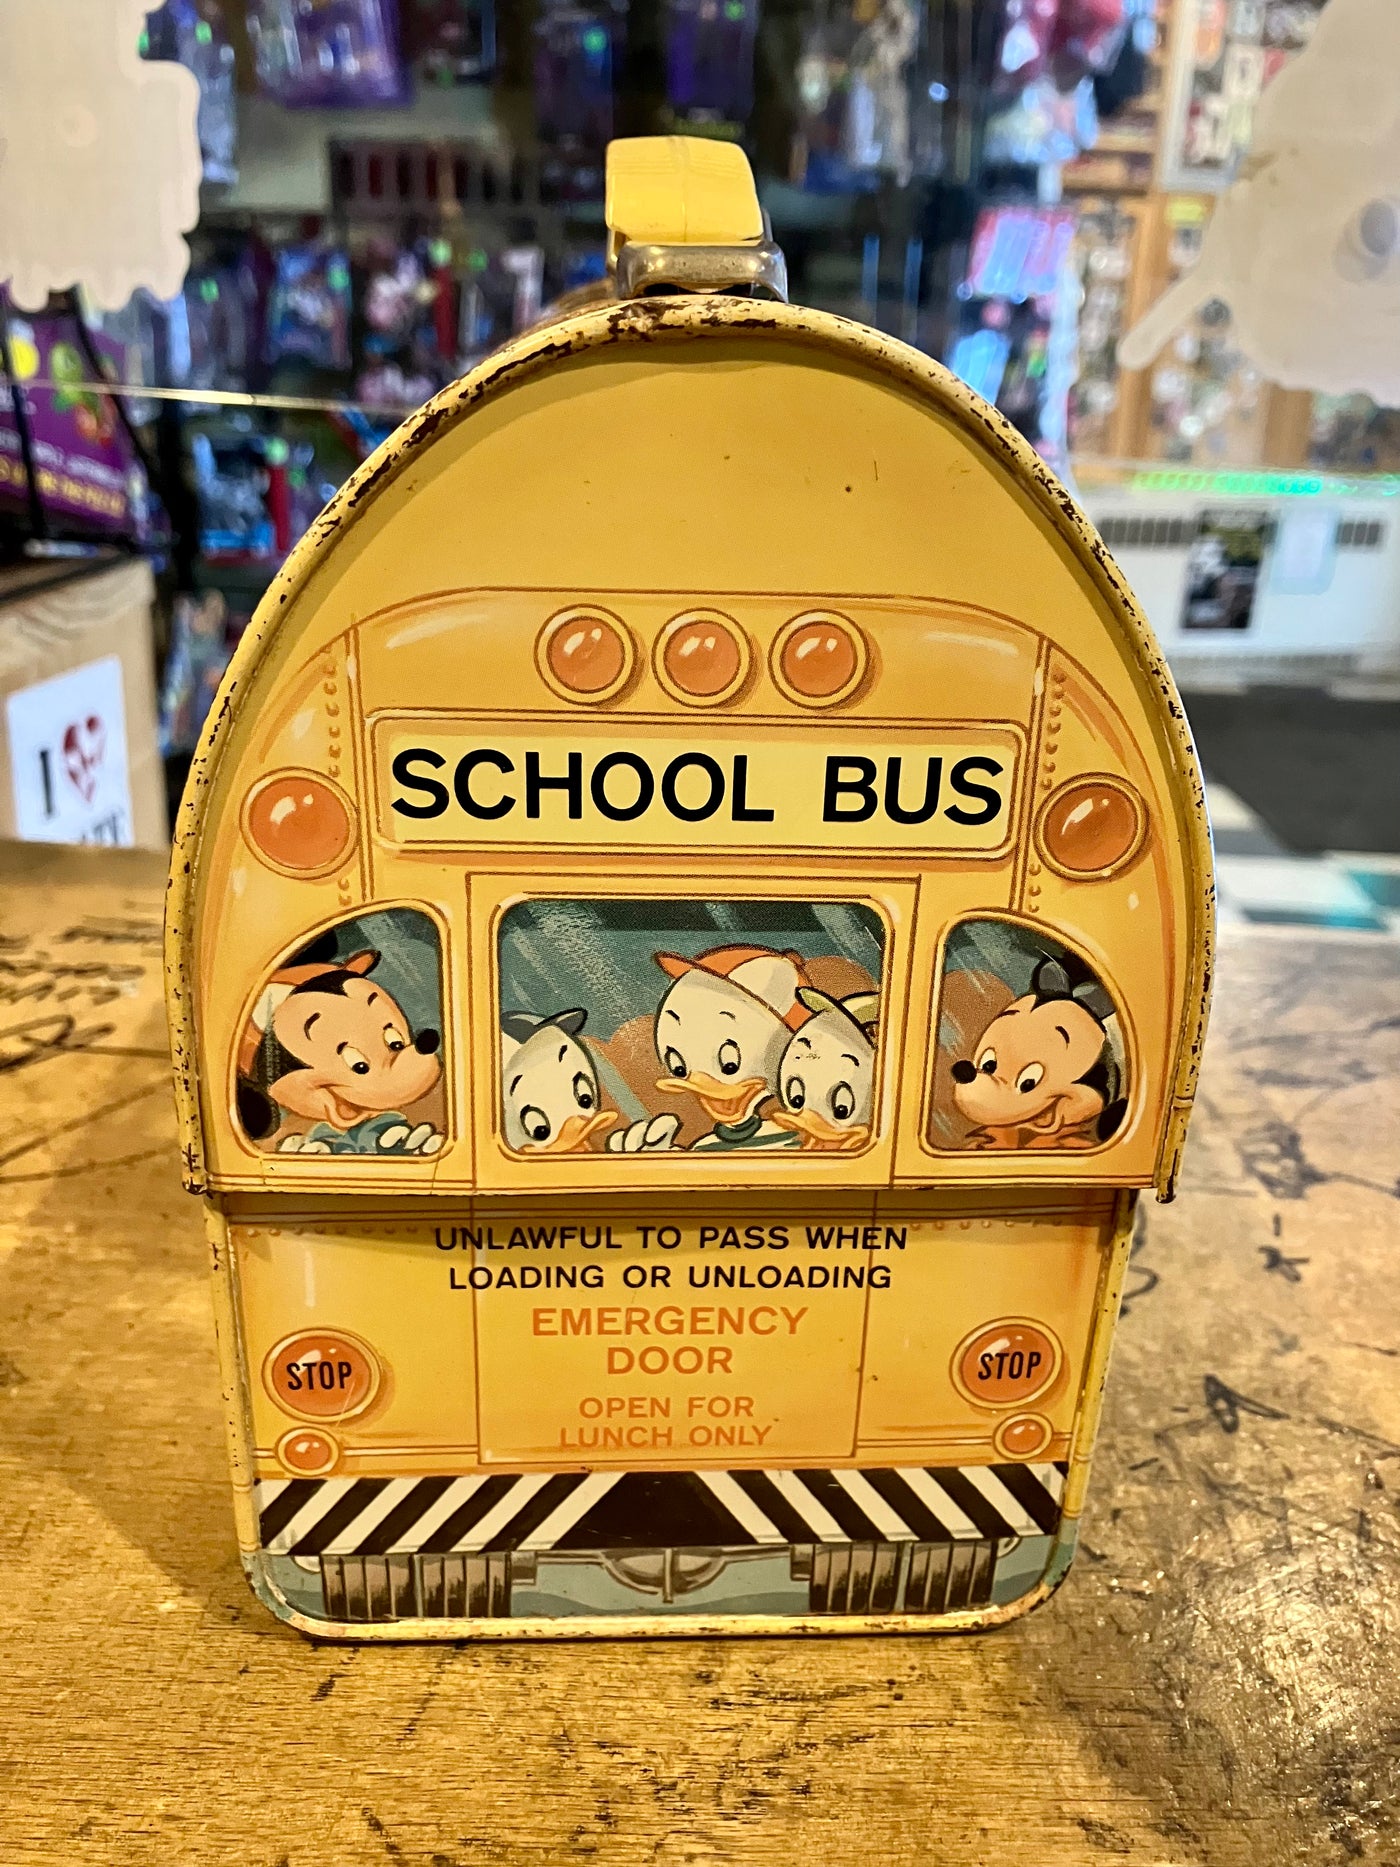 SCHOOL BUS
UNLAWFUL TO PASS WHEN
LOADING OR UNLOADING
EMERGENCY
DOOR
OPEN FOR
LUNCH ONLY
STOP
STOP
I